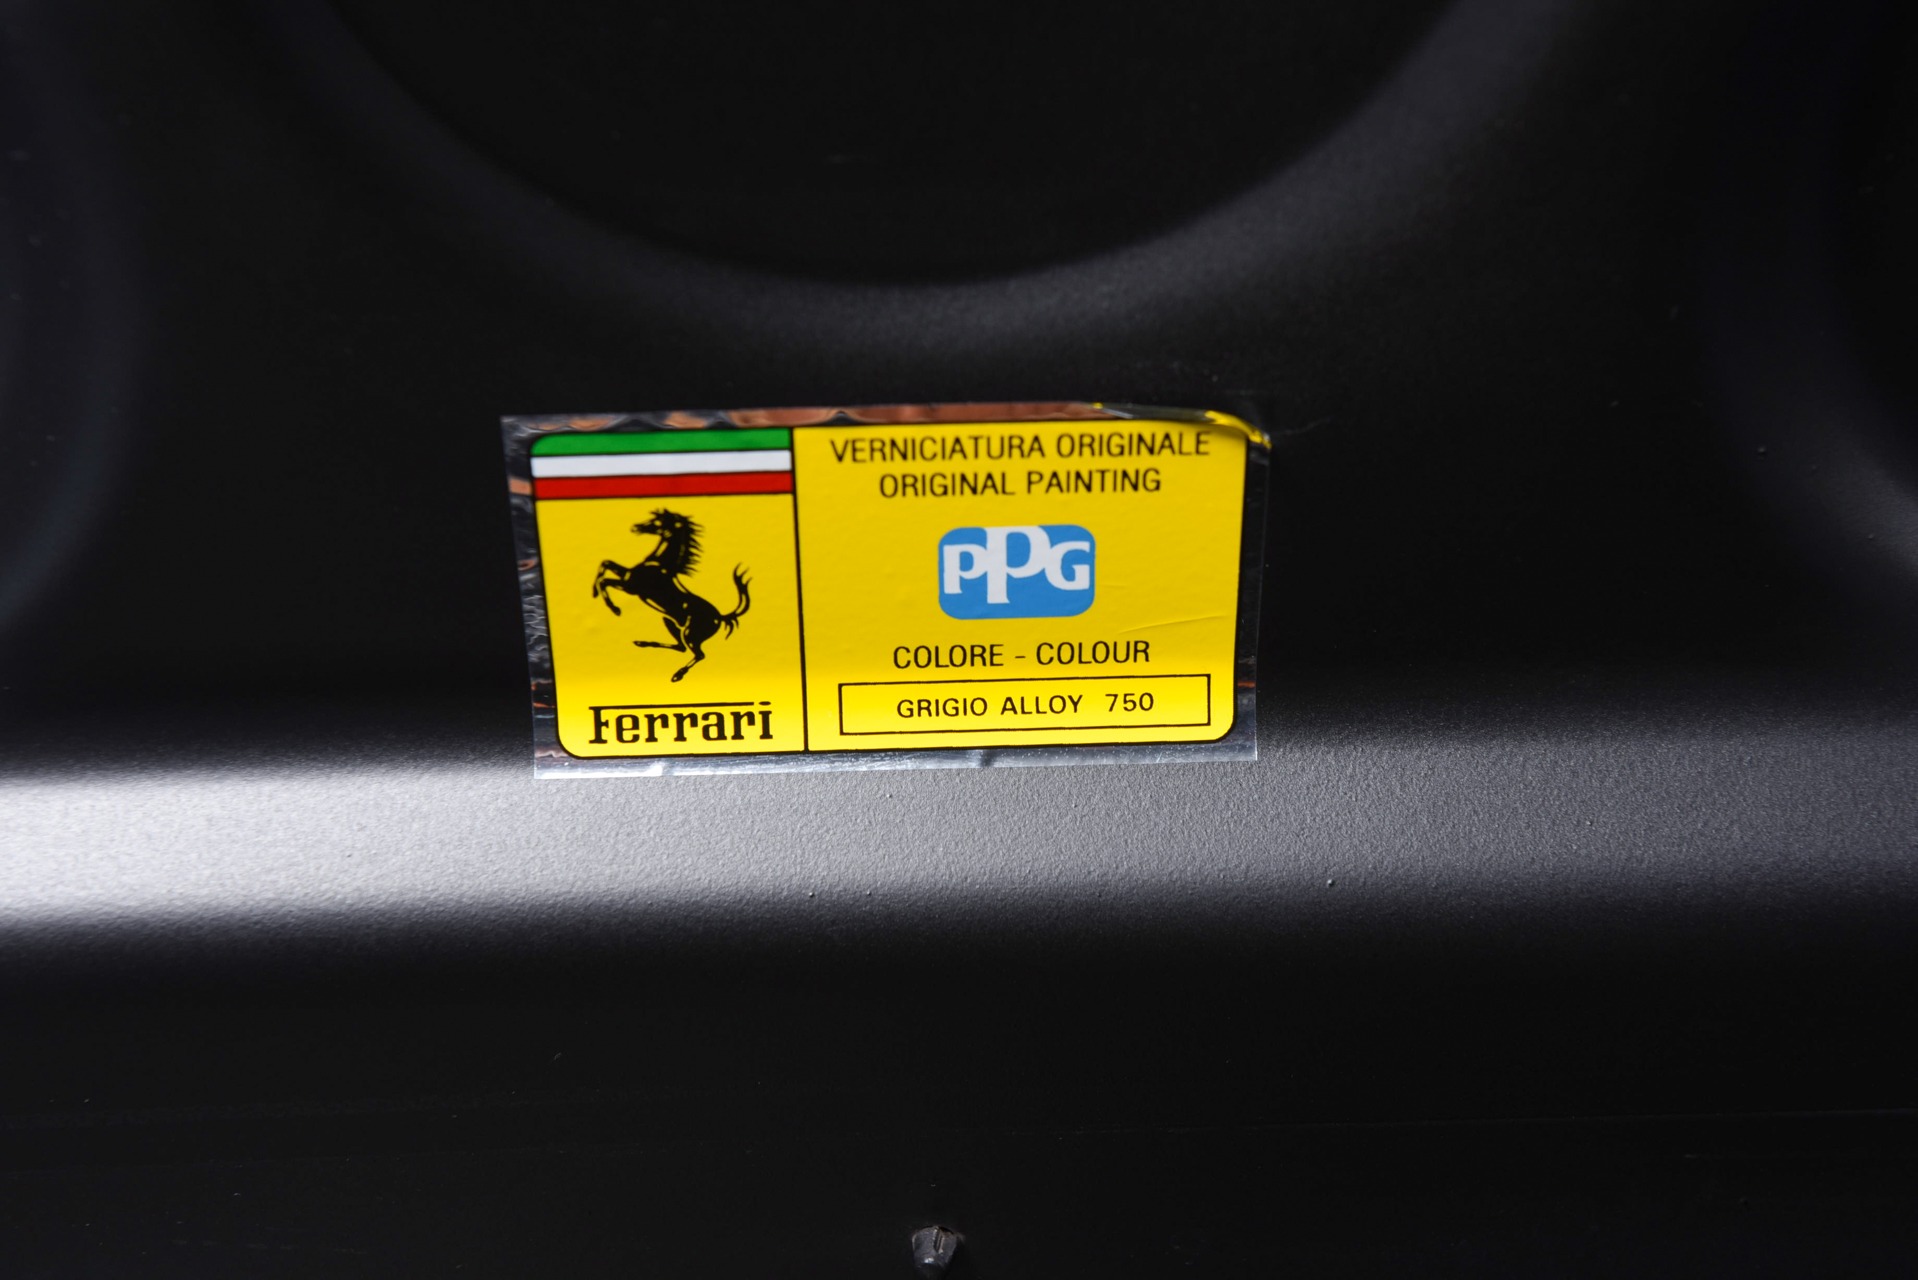 VERNICIATURA ORIGINALE
ORIGINAL PAINTING
PPG
COLORE - COLOUR
GRIGIO ALLOY 750
Ferrari